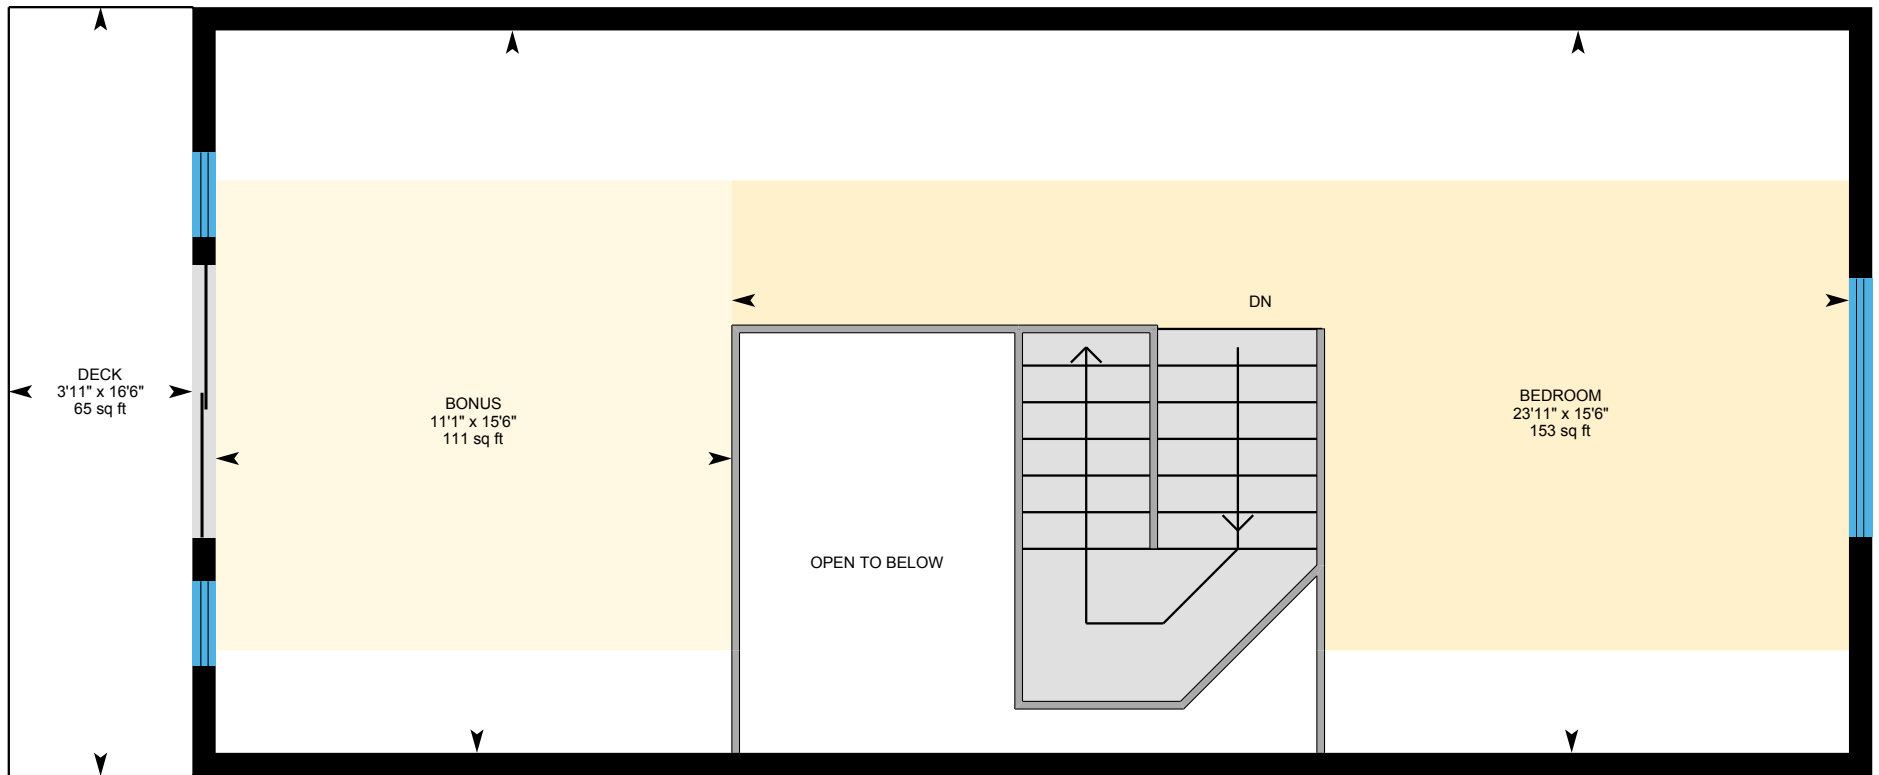 DN
DECK
3'11" x 16'6"
65 sq ft
BONUS
11'1" x 15'6"
111 sq ft
BEDROOM
23'11" x 15'6"
153 sq ft
OPEN TO BELOW